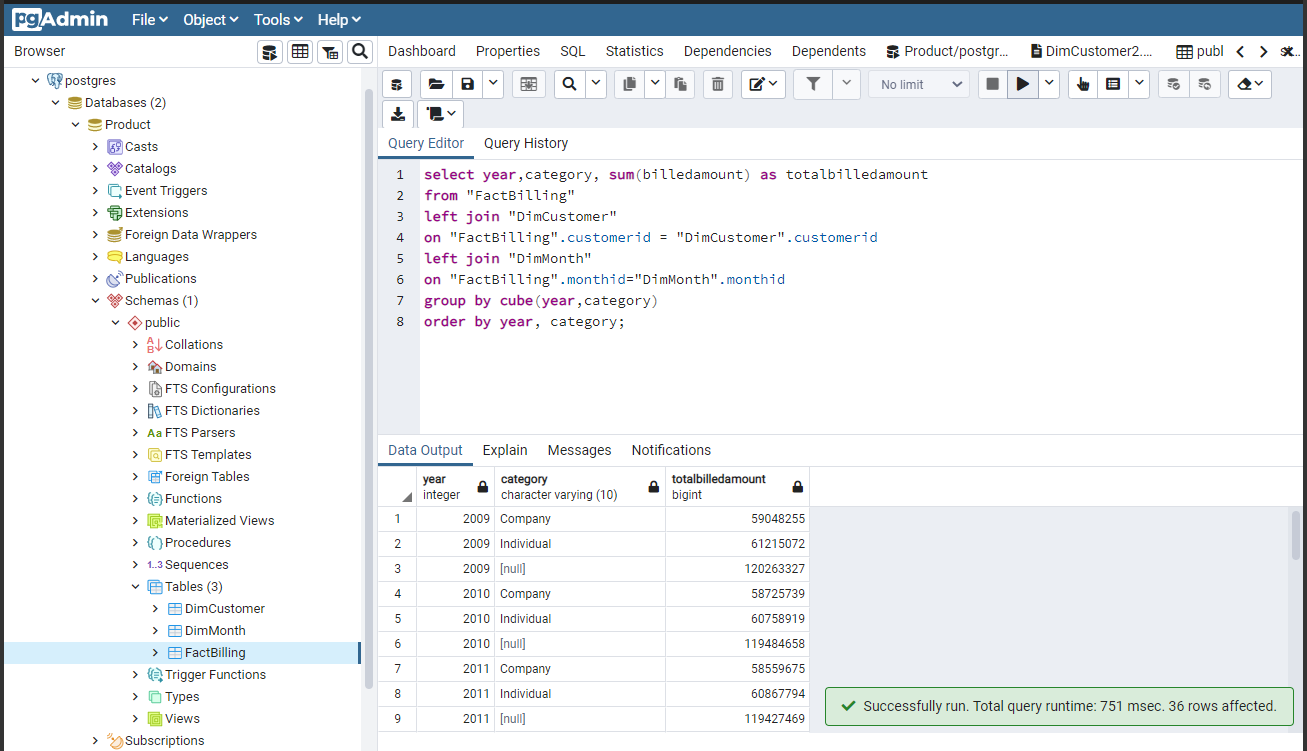 pgAdmin File Object Tools Help
Browser
Dashboard Properties SQL Statistics Dependencies Dependents Product/postgr... DimCustomer2.... publ
No limit
postgres
Databases (2)
Product
Casts
Catalogs
Event Triggers
Extensions
Foreign Data Wrappers
Languages
Publications
Schemas (1)
public
Collations
Domains
FTS Configurations
FTS Dictionaries
Aa FTS Parsers
FTS Templates
Foreign Tables
Functions
Materialized Views
Procedures
1..3 Sequences
Tables (3)
DimCustomer
DimMonth
FactBilling
Trigger Functions
Types
Views
Subscriptions
Query Editor Query History
1 select year,category, sum(billedamount) as totalbilledamount
2 from "FactBilling"
3 left join "DimCustomer"
4 on "FactBilling".customerid = "DimCustomer".customerid
5 left join "DimMonth"
6 on "FactBilling".monthid="DimMonth".monthid
7 group by cube(year,category)
8 order by year, category;
Data Output Explain Messages Notifications
year category totalbilledamount
integer character varying (10) bigint
1 2009 Company 59048255
2 2009 Individual 61215072
3 2009 [null] 120263327
4 2010 Company 58725739
5 2010 Individual 60758919
6 2010 [null] 119484658
7 2011 Company 58559675
8 2011 Individual 60867794
9 2011 [null] 119427469
Successfully run. Total query runtime: 751 msec. 36 rows affected.